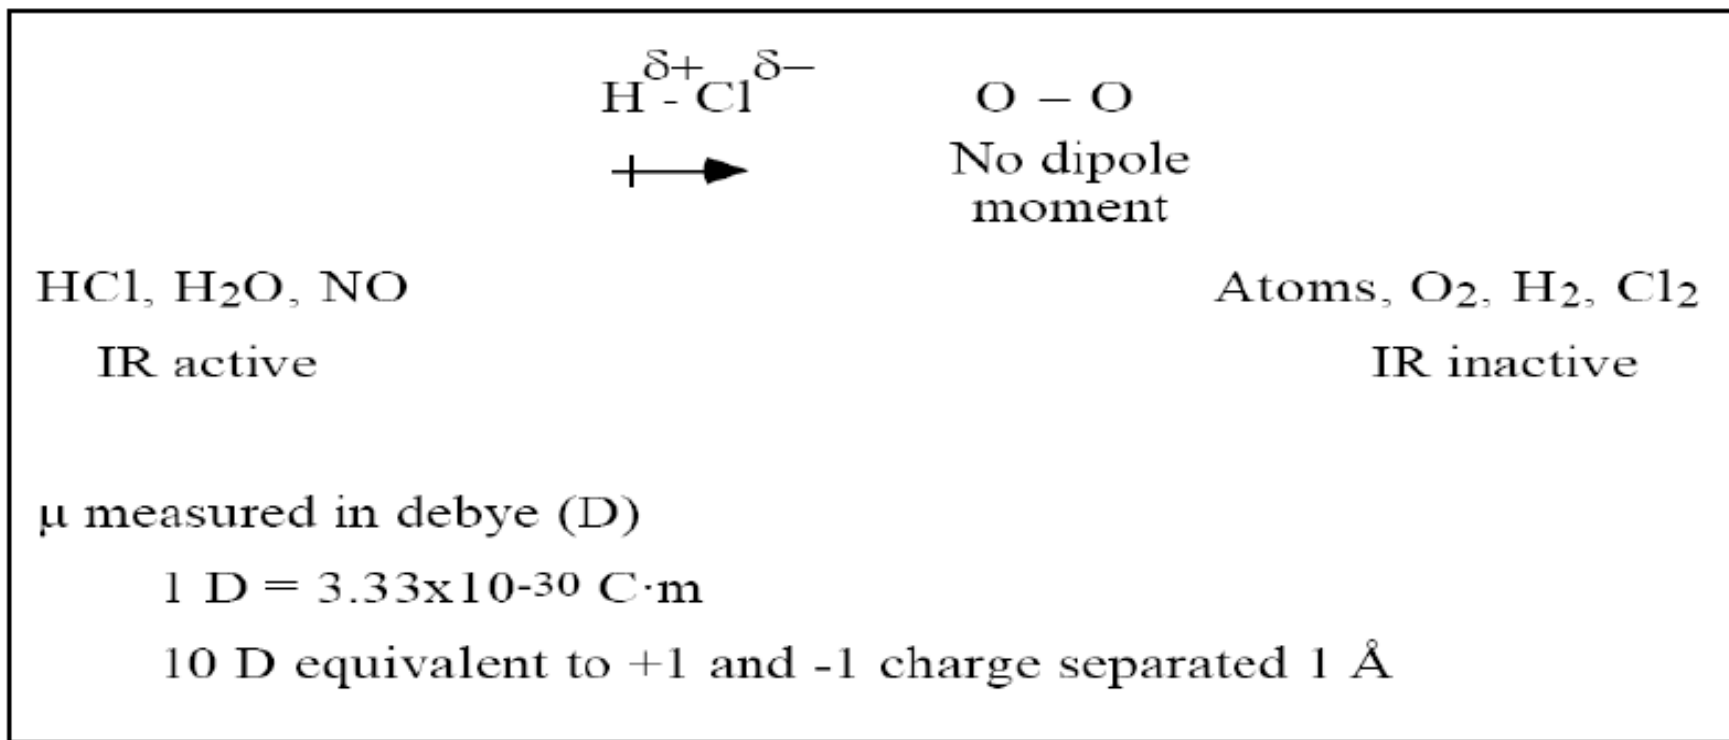 δ+ δ−
H - Cl O – O
No dipole
moment
HCl, H₂O, NO Atoms, O₂, H₂, Cl₂
IR active IR inactive
μ measured in debye (D)
1 D = 3.33x10-³⁰ C·m
10 D equivalent to +1 and -1 charge separated 1 Å